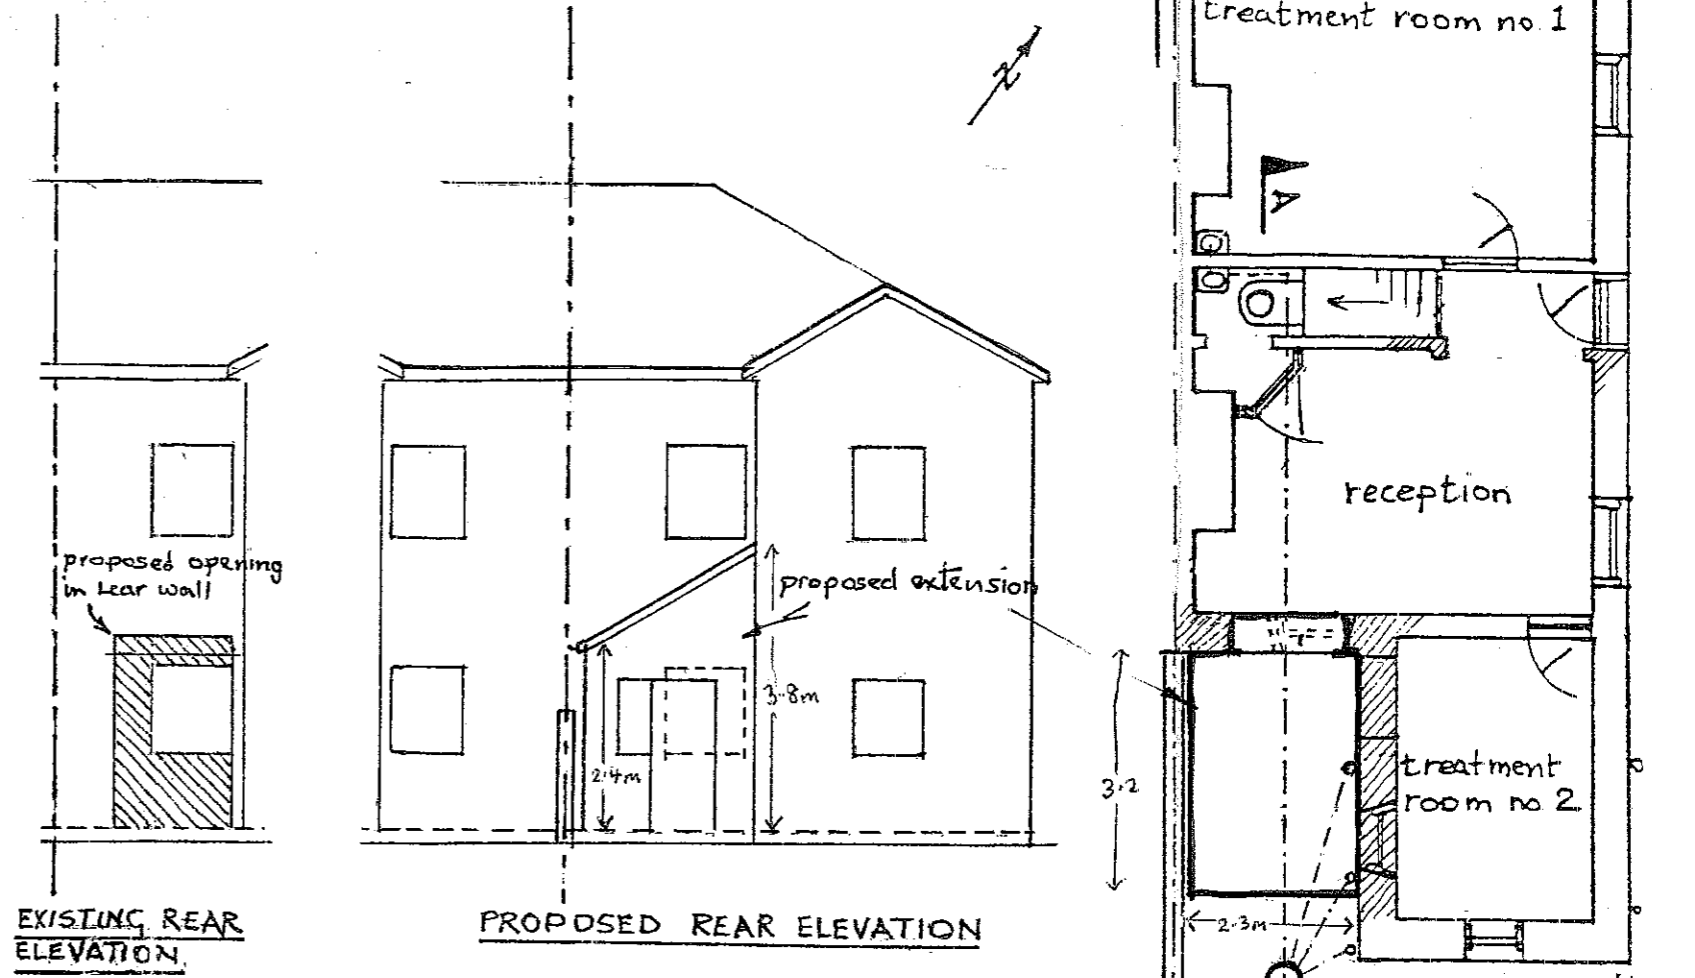 treatment room no. 1
N
A
reception
proposed opening
in rear wall
proposed extension
3.8m
2.4m
3.2
2.3m
treatment
room no 2.
EXISTING REAR
ELEVATION.
PROPOSED REAR ELEVATION